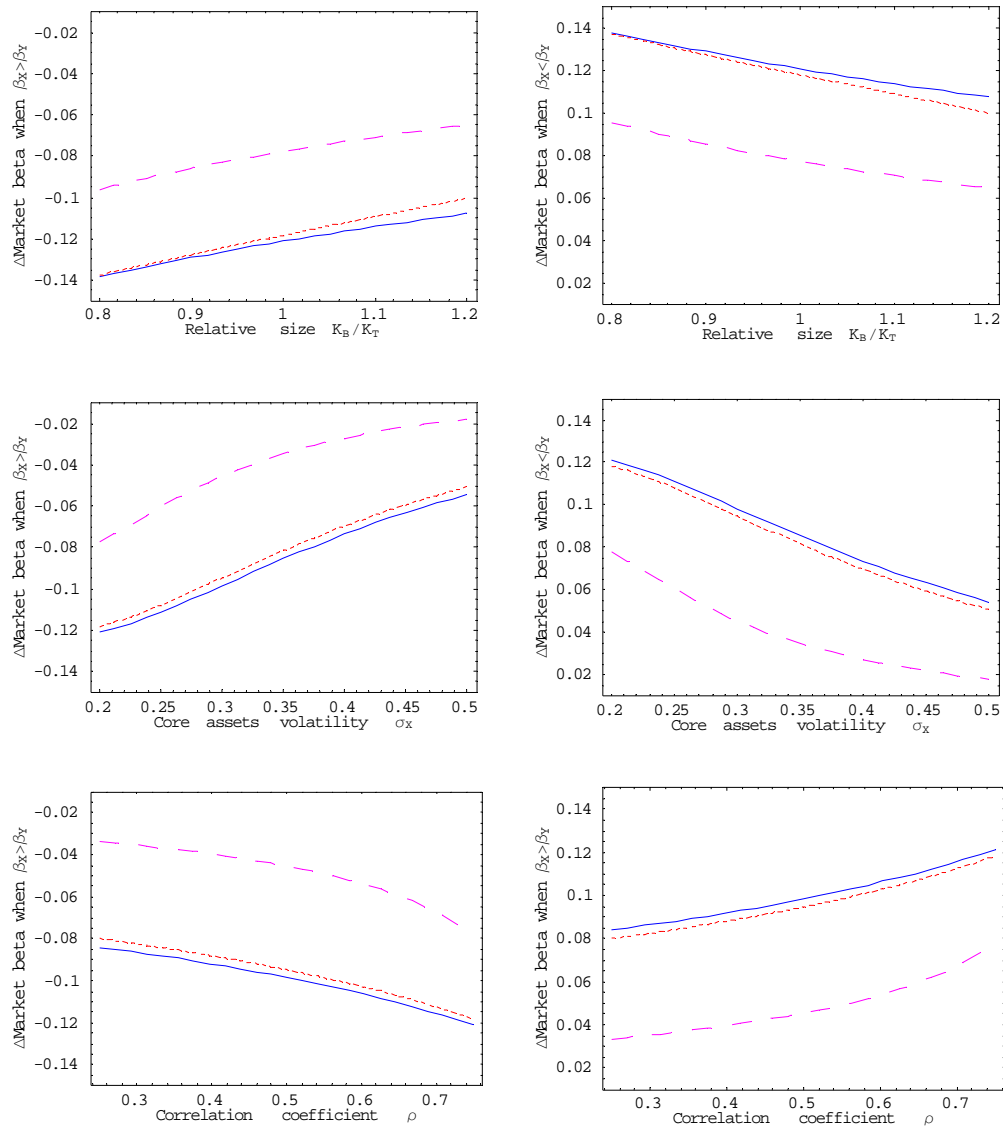 ΔMarket beta when βX>βY
-0.02
-0.04
-0.06
-0.08
-0.1
-0.12
-0.14
0.8 0.9 1 1.1 1.2
Relative size KB/KT
ΔMarket beta when βX<βY
0.14
0.12
0.1
0.08
0.06
0.04
0.02
0.8 0.9 1 1.1 1.2
Relative size KB/KT
ΔMarket beta when βX>βY
-0.02
-0.04
-0.06
-0.08
-0.1
-0.12
-0.14
0.2 0.25 0.3 0.35 0.4 0.45 0.5
Core assets volatility σX
ΔMarket beta when βX<βY
0.14
0.12
0.1
0.08
0.06
0.04
0.02
0.2 0.25 0.3 0.35 0.4 0.45 0.5
Core assets volatility σX
ΔMarket beta when βX>βY
-0.02
-0.04
-0.06
-0.08
-0.1
-0.12
-0.14
0.3 0.4 0.5 0.6 0.7
Correlation coefficient ρ
ΔMarket beta when βX>βY
0.14
0.12
0.1
0.08
0.06
0.04
0.02
0.3 0.4 0.5 0.6 0.7
Correlation coefficient ρ